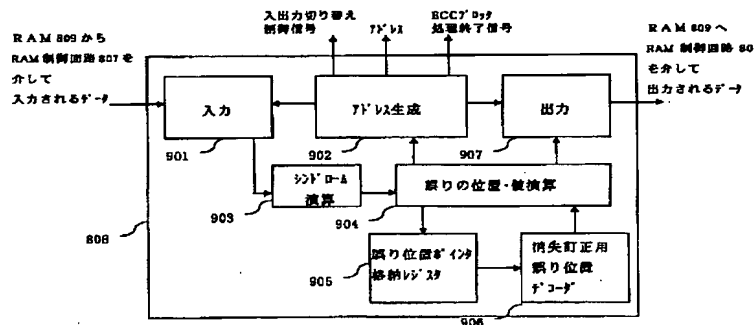 入出力切り替え
制御信号
アドレス
ECCブロック
処理終了信号
RAM 809 から
RAM 制御回路 807 を
介して
入力されるデータ
RAM 809 へ
RAM 制御回路 80
を介して
出力されるデータ
入力
アドレス生成
出力
901
902
907
シンドローム
演算
誤りの位置・値演算
903
904
808
誤り位置ポインタ
格納レジスタ
消失訂正用
誤り位置
デコーダ
905
906